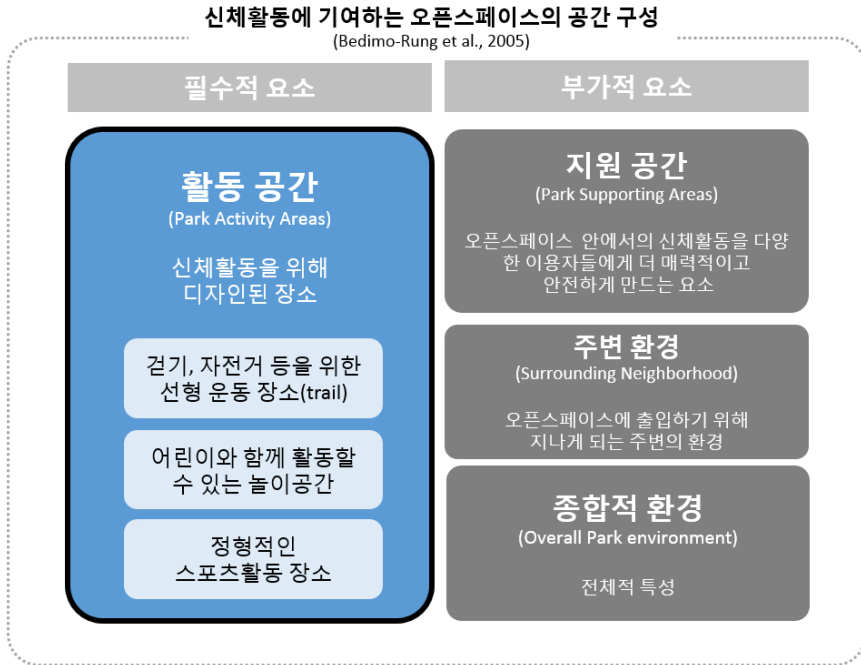 신체활동에 기여하는 오픈스페이스의 공간 구성
(Bedimo-Rung et al., 2005)
필수적 요소
활동 공간
(Park Activity Areas)
신체활동을 위해
디자인된 장소
걷기, 자전거 등을 위한
선형 운동 장소(trail)
어린이와 함께 활동할
수 있는 놀이공간
정형적인
스포츠활동 장소
부가적 요소
지원 공간
(Park Supporting Areas)
오픈스페이스 안에서의 신체활동을 다양
한 이용자들에게 더 매력적이고
안전하게 만드는 요소
주변 환경
(Surrounding Neighborhood)
오픈스페이스에 출입하기 위해
지나게 되는 주변의 환경
종합적 환경
(Overall Park environment)
전체적 특성